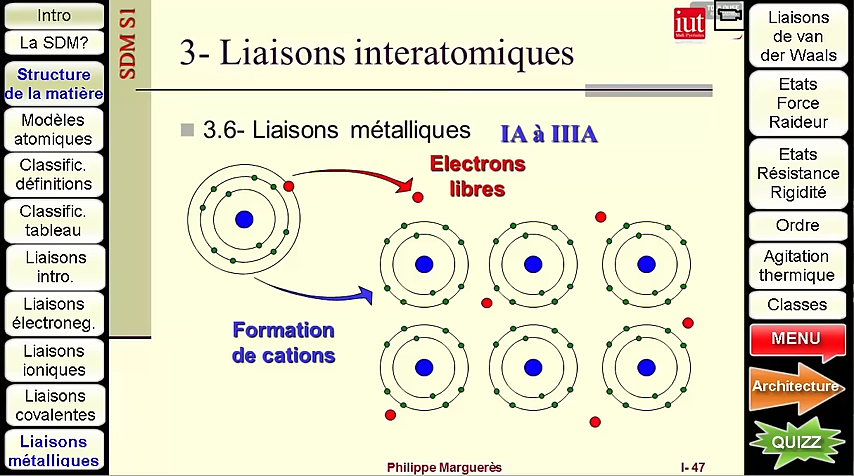 Intro
La SDM?
Structure
de la matière
Modèles
atomiques
Classific.
définitions
Classific.
tableau
Liaisons
intro.
Liaisons
électroneg.
Liaisons
ioniques
Liaisons
covalentes
Liaisons
métalliques
SDM S1
3- Liaisons interatomiques
iut
3.6- Liaisons métalliques
IA à IIIA
Electrons
libres
Formation
de cations
Philippe Marguerès
I- 47
Liaisons
de van
der Waals
Etats
Force
Raideur
Etats
Résistance
Rigidité
Ordre
Agitation
thermique
Classes
MENU
Architecture
QUIZZ